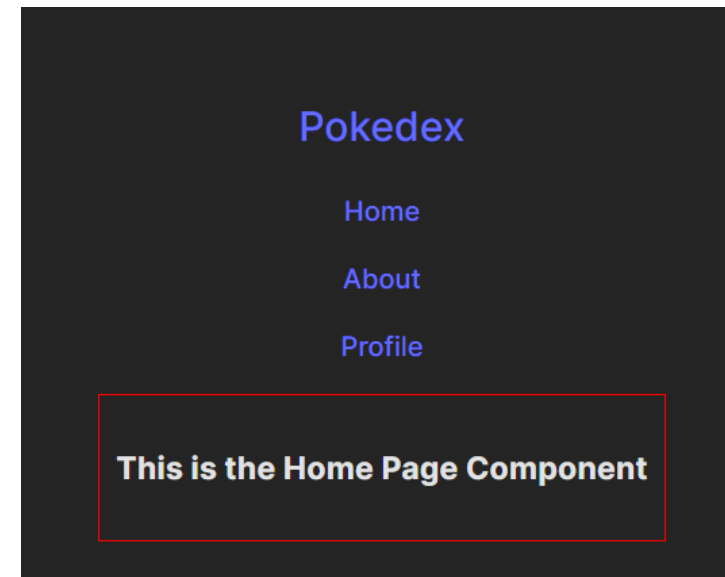 Pokedex
Home
About
Profile
This is the Home Page Component